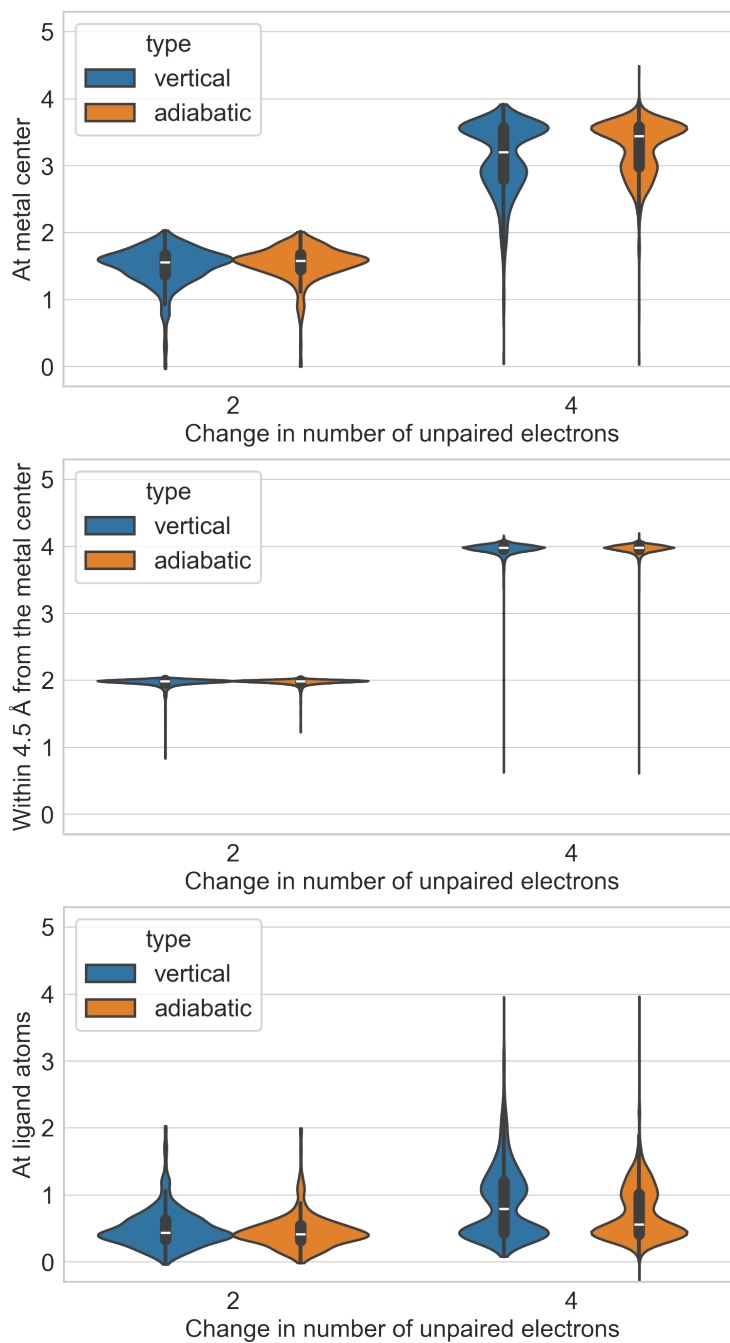 5
4
3
2
1
0
At metal center
type
vertical
adiabatic
2
4
Change in number of unpaired electrons
5
4
3
2
1
0
Within 4.5 Å from the metal center
type
vertical
adiabatic
2
4
Change in number of unpaired electrons
5
4
3
2
1
0
At ligand atoms
type
vertical
adiabatic
2
4
Change in number of unpaired electrons